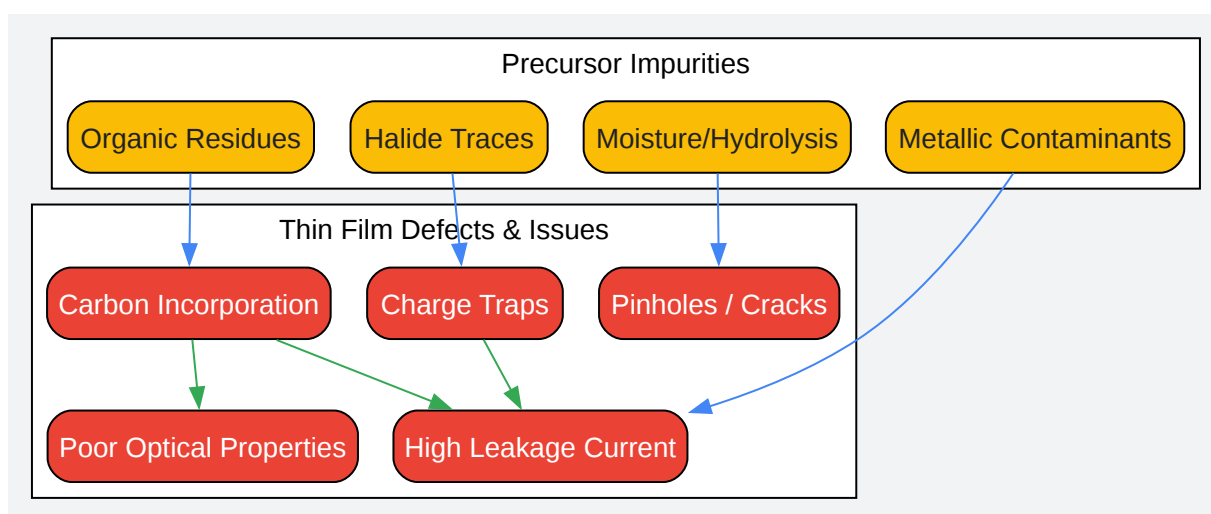 Precursor Impurities
Organic Residues
Halide Traces
Moisture/Hydrolysis
Metallic Contaminants
Thin Film Defects & Issues
Carbon Incorporation
Charge Traps
Pinholes / Cracks
Poor Optical Properties
High Leakage Current